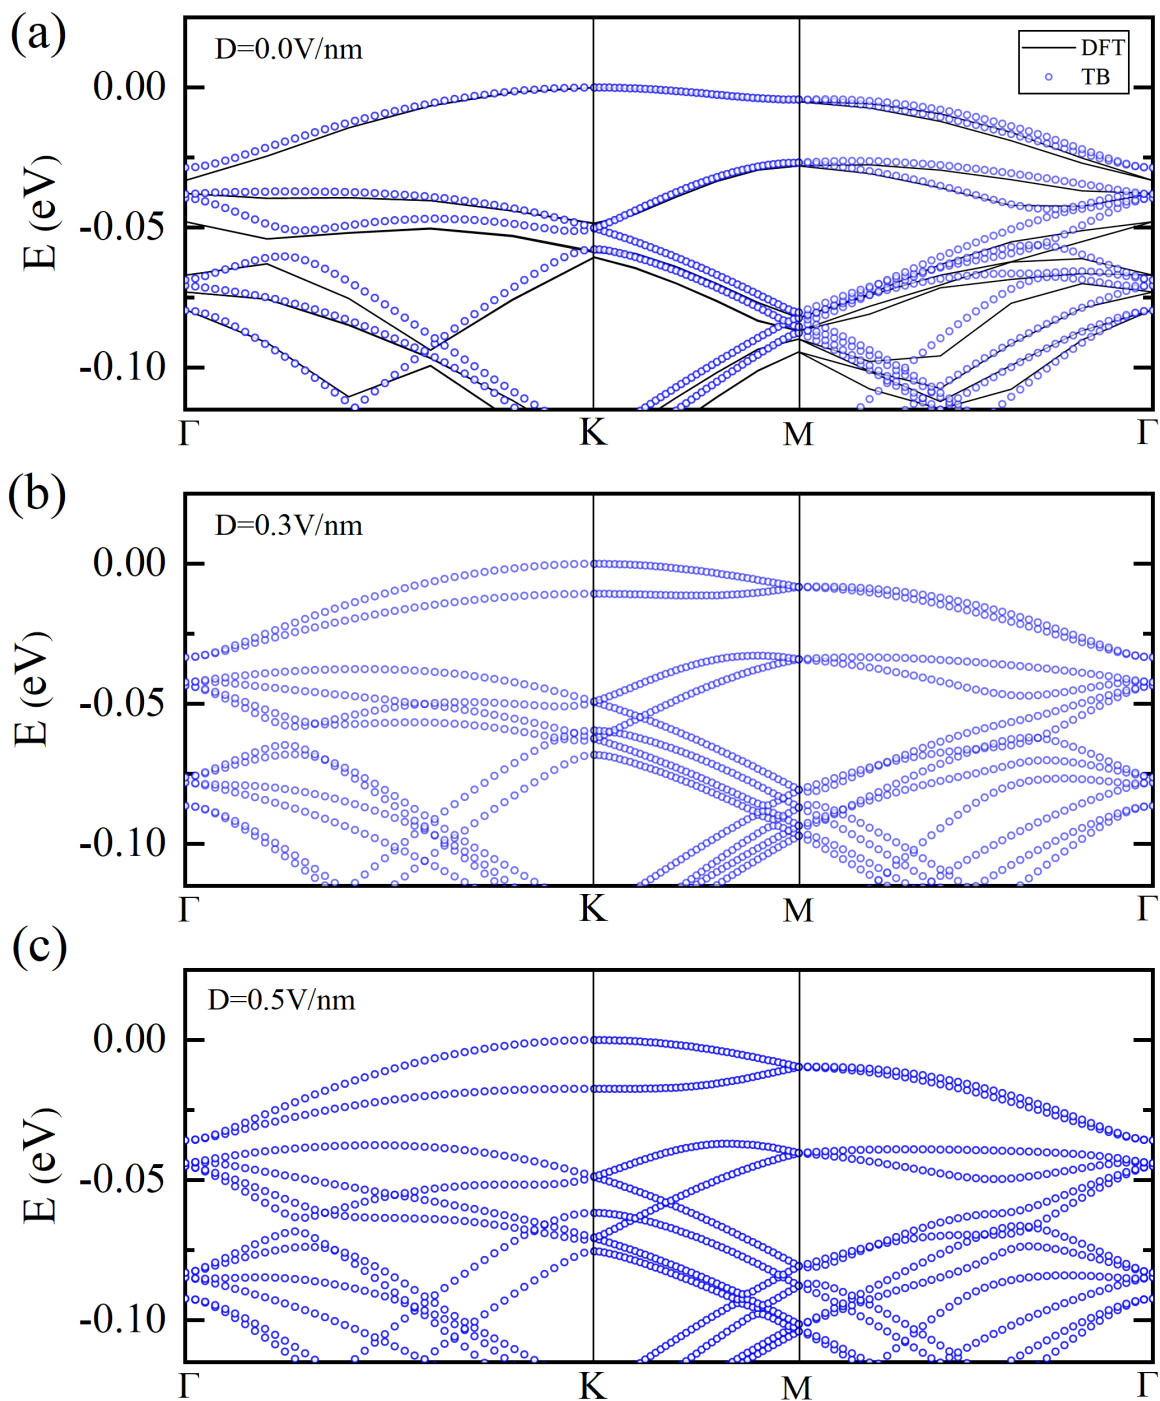 (a)
D=0.0V/nm
DFT
TB
0.00
-0.05
-0.10
E (eV)
Γ K M Γ
(b)
D=0.3V/nm
0.00
-0.05
-0.10
E (eV)
Γ K M Γ
(c)
D=0.5V/nm
0.00
-0.05
-0.10
E (eV)
Γ K M Γ